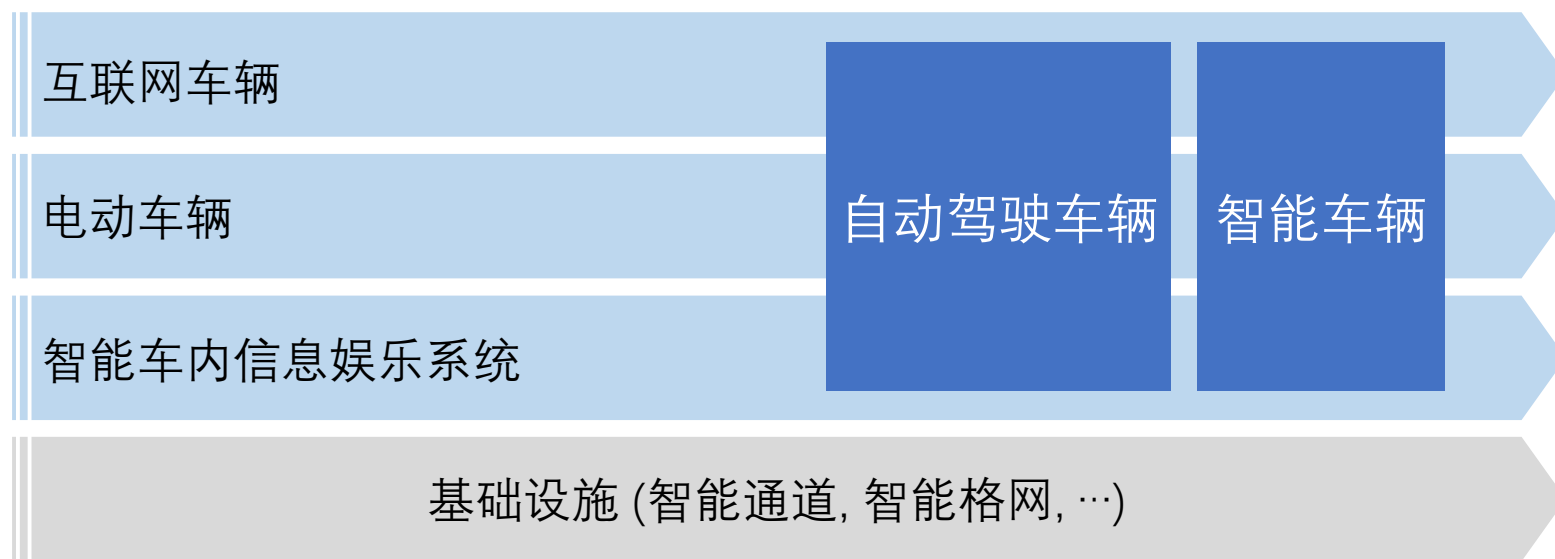 互联网车辆
电动车辆
自动驾驶车辆
智能车辆
智能车内信息娱乐系统
基础设施 (智能通道, 智能格网, ···)